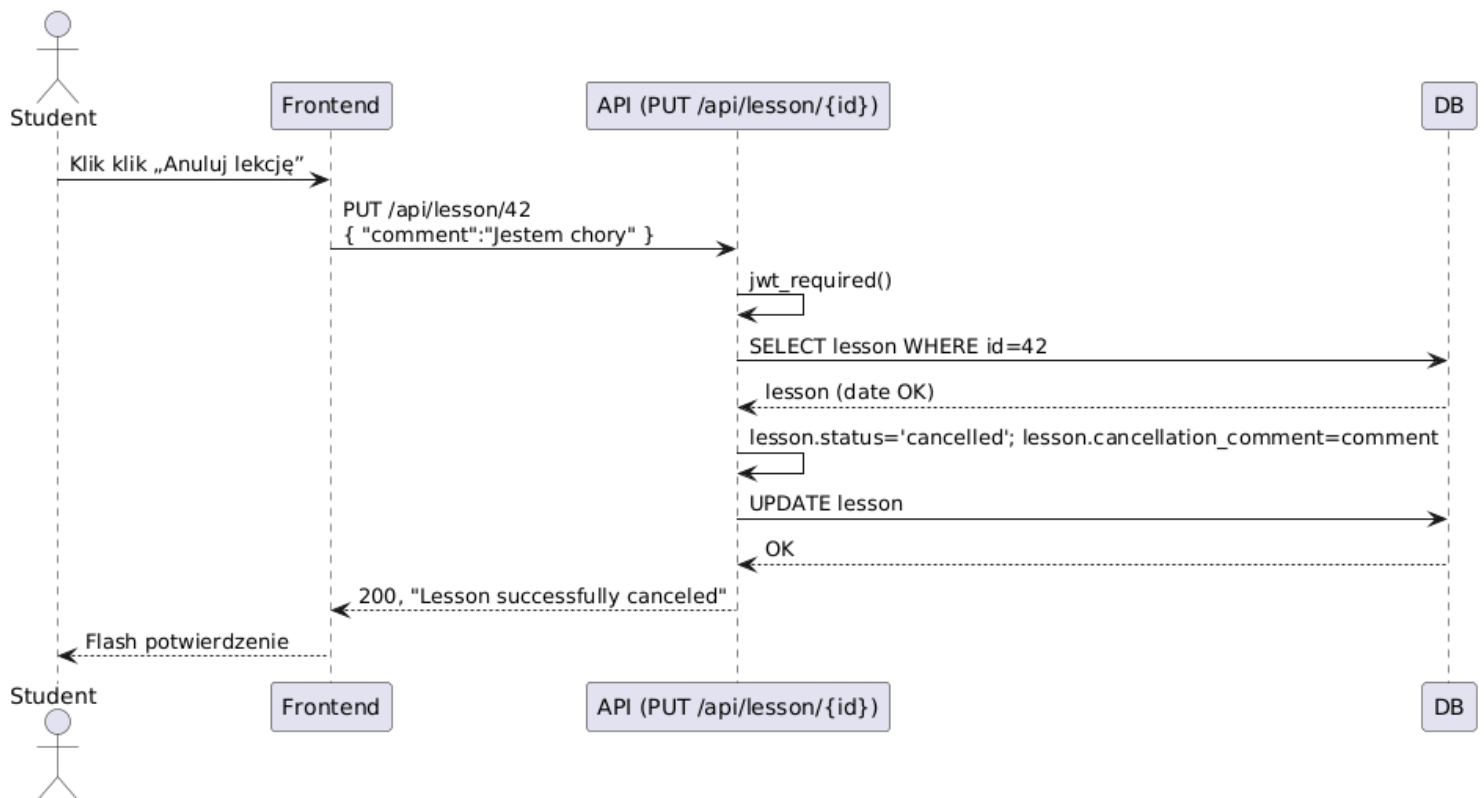 Student
Frontend
API (PUT /api/lesson/{id})
DB
Klik klik „Anuluj lekcję”
PUT /api/lesson/42
{ "comment":"Jestem chory" }
jwt_required()
SELECT lesson WHERE id=42
lesson (date OK)
lesson.status='cancelled'; lesson.cancellation_comment=comment
UPDATE lesson
OK
200, "Lesson successfully canceled"
Flash potwierdzenie
Student
Frontend
API (PUT /api/lesson/{id})
DB